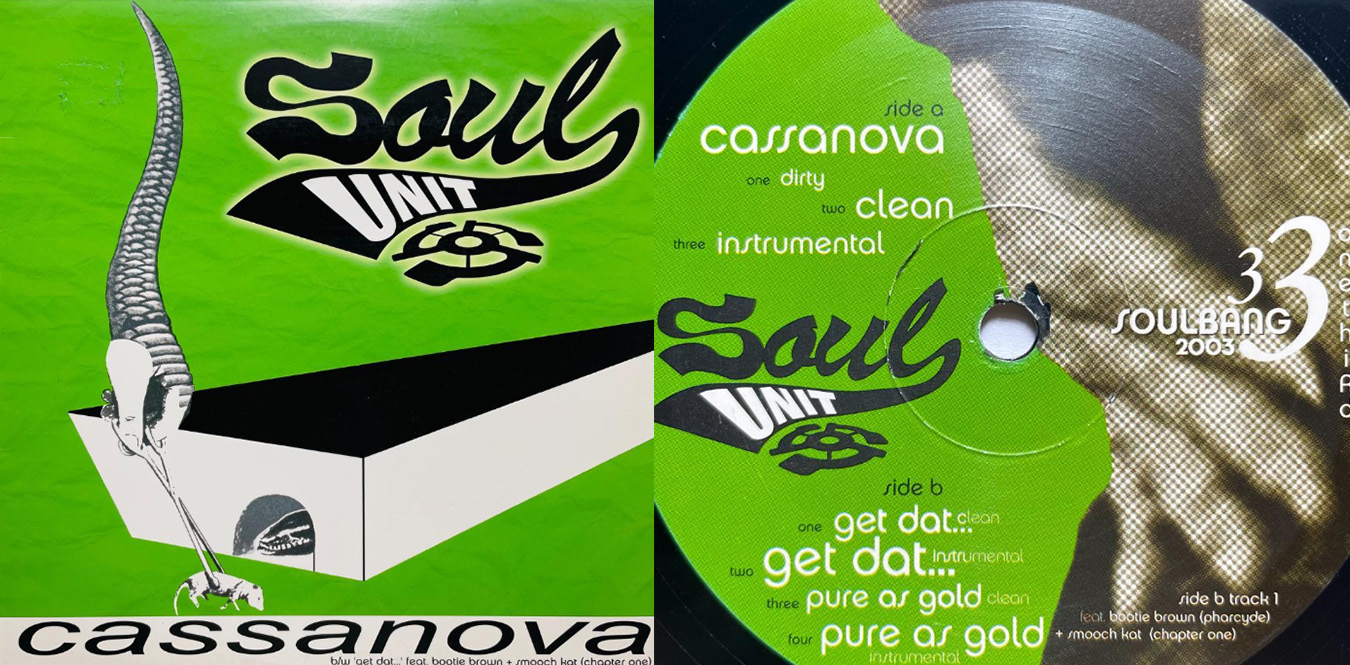 Soul
UNIT
cassanova
b/w 'get dat...' feat. bootie brown + smooch kat (chapter one)
side a
cassanova
one dirty
two clean
three instrumental
Soul
UNIT
side b
one get dat...clean
two get dat...instrumental
three pure as gold clean
four pure as gold
instrumental
33
SOULBANG
2003
side b track 1
feat. bootie brown (pharcyde)
+ smooch kat (chapter one)